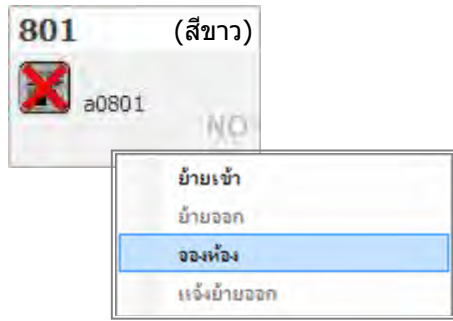 801 (สีขาว)
a0801
NO
ย้ายเข้า
ย้ายออก
จองห้อง
แจ้งย้ายออก